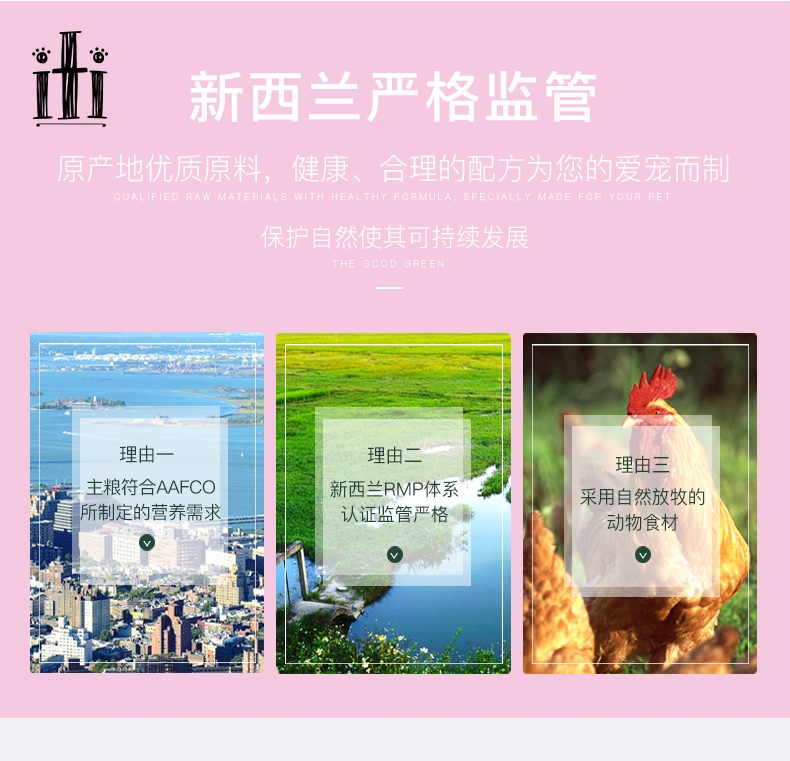 新西兰严格监管
原产地优质原料，健康、合理的配方为您的爱宠而制
QUALIFIED RAW MATERIALS WITH HEALTHY FORMULA, SPECIALLY MADE FOR YOUR PET
保护自然使其可持续发展
THE GOOD GREEN
理由一
主粮符合AAFCO
所制定的营养需求
理由二
新西兰RMP体系
认证监管严格
理由三
采用自然放牧的
动物食材